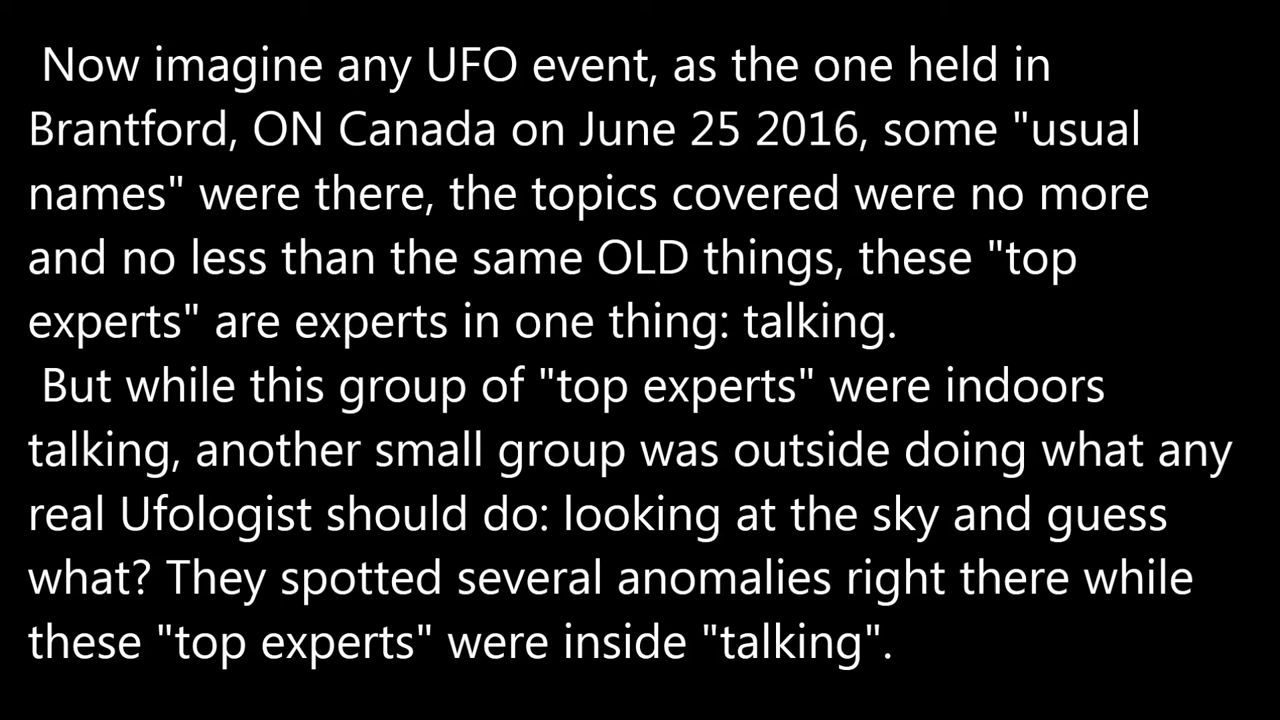 Now imagine any UFO event, as the one held in
Brantford, ON Canada on June 25 2016, some "usual
names" were there, the topics covered were no more
and no less than the same OLD things, these "top
experts" are experts in one thing: talking.
But while this group of "top experts" were indoors
talking, another small group was outside doing what any
real Ufologist should do: looking at the sky and guess
what? They spotted several anomalies right there while
these "top experts" were inside "talking".